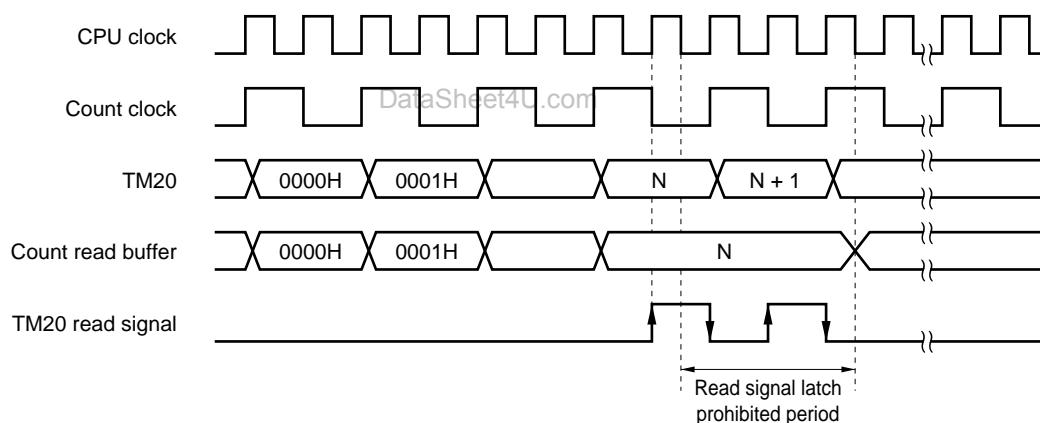 CPU clock
DataSheet4U.com
Count clock
TM20 0000H 0001H N N + 1
Count read buffer 0000H 0001H N
TM20 read signal
Read signal latch
prohibited period